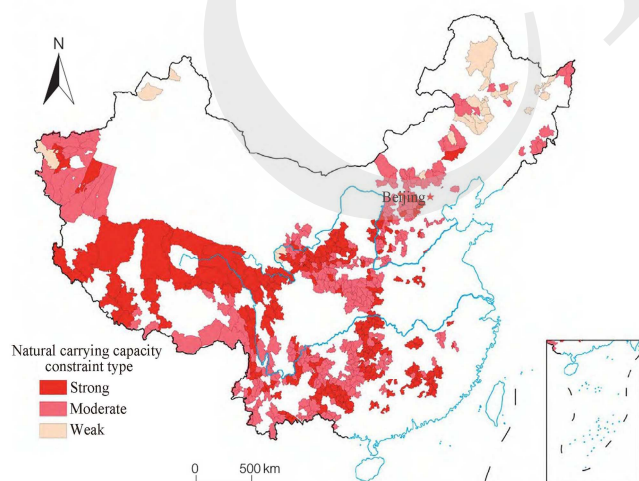 N
Beijing
Natural carrying capacity
constraint type
Strong
Moderate
Weak
0 500 km